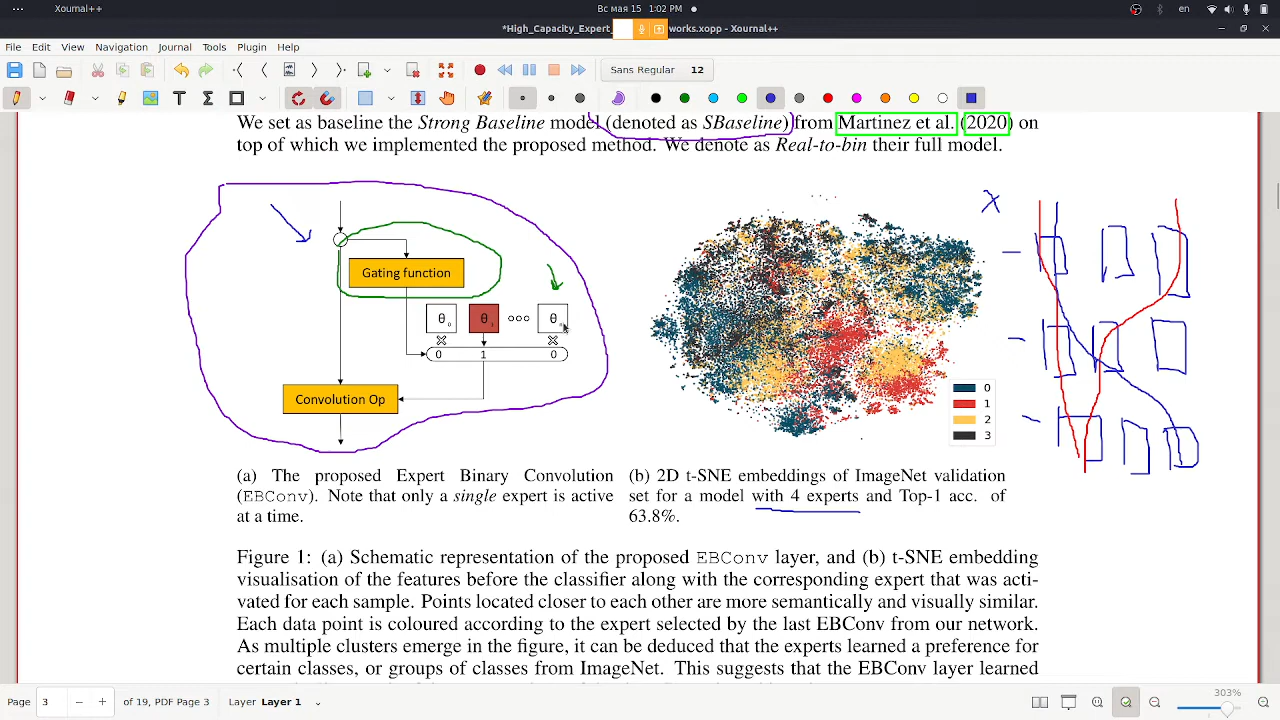 Xournal++
Вс мая 15 1:02 PM
en
*High_Capacity_Expert_ works.xopp - Xournal++
File Edit View Navigation Journal Tools Plugin Help
Sans Regular 12
We set as baseline the Strong Baseline model (denoted as SBaseline) from Martinez et al. (2020) on
top of which we implemented the proposed method. We denote as Real-to-bin their full model.
x
Gating function
θ0 θ1 θ
0 1 0
Convolution Op
0
1
2
3
(a) The proposed Expert Binary Convolution
(EBConv). Note that only a single expert is active
at a time.
(b) 2D t-SNE embeddings of ImageNet validation
set for a model with 4 experts and Top-1 acc. of
63.8%.
Figure 1: (a) Schematic representation of the proposed EBConv layer, and (b) t-SNE embedding
visualisation of the features before the classifier along with the corresponding expert that was acti-
vated for each sample. Points located closer to each other are more semantically and visually similar.
Each data point is coloured according to the expert selected by the last EBConv from our network.
As multiple clusters emerge in the figure, it can be deduced that the experts learned a preference for
certain classes, or groups of classes from ImageNet. This suggests that the EBConv layer learned
303%
Page 3 of 19, PDF Page 3 Layer Layer 1